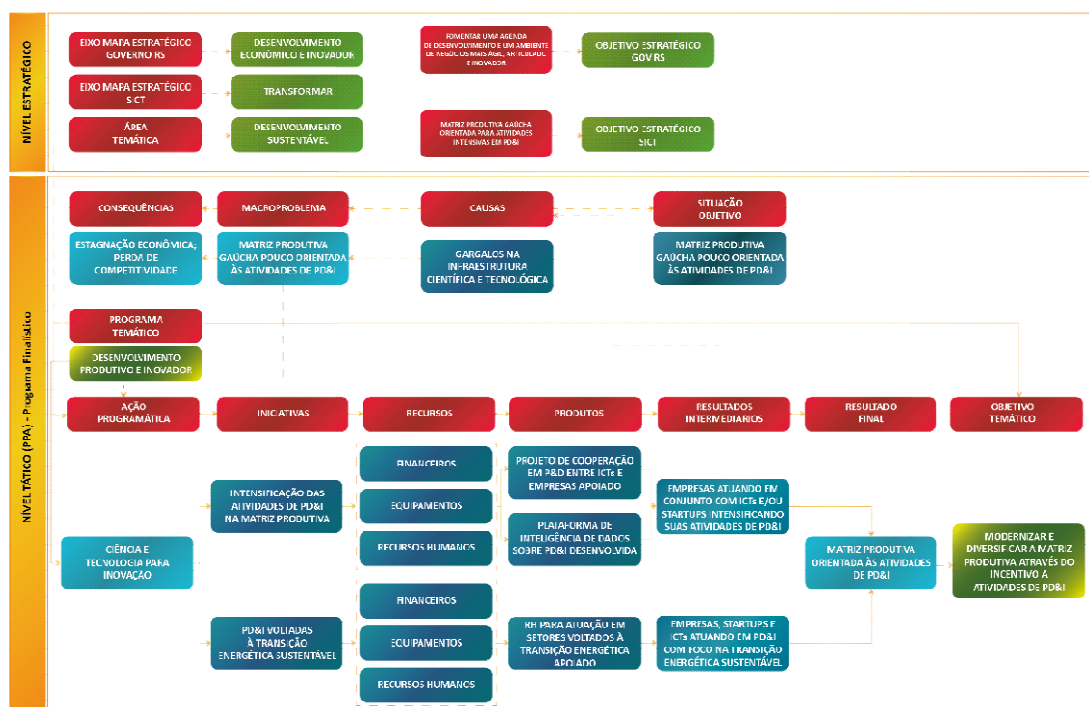 NÍVEL ESTRATÉGICO
EIXO MAPA ESTRATÉGICO
GOVERNO RS
DESENVOLVIMENTO
ECONÔMICO E INOVADOR
FOMENTAR UMA AGENDA
DE DESENVOLVIMENTO E UM AMBIENTE
DE NEGÓCIOS MAIS ÁGIL, ARTICULADO
E INOVADOR
OBJETIVO ESTRATÉGICO
GOV RS
EIXO MAPA ESTRATÉGICO
SICT
TRANSFORMAR
ÁREA
TEMÁTICA
DESENVOLVIMENTO
SUSTENTÁVEL
MATRIZ PRODUTIVA GAÚCHA
ORIENTADA PARA ATIVIDADES
INTENSIVAS EM PD&I
OBJETIVO ESTRATÉGICO
SICT
NÍVEL TÁTICO (PPA) – Programa Finalístico
CONSEQUÊNCIAS
MACROPROBLEMA
CAUSAS
SITUAÇÃO
OBJETIVO
ESTAGNAÇÃO ECONÔMICA;
PERDA DE
COMPETITIVIDADE
MATRIZ PRODUTIVA
GAÚCHA POUCO ORIENTADA
ÀS ATIVIDADES DE PD&I
GARGALOS NA
INFRAESTRUTURA
CIENTÍFICA E TECNOLÓGICA
MATRIZ PRODUTIVA
GAÚCHA POUCO ORIENTADA
ÀS ATIVIDADES DE PD&I
PROGRAMA
TEMÁTICO
DESENVOLVIMENTO
PRODUTIVO E INOVADOR
AÇÃO
PROGRAMÁTICA
INICIATIVAS
RECURSOS
PRODUTOS
RESULTADOS
INTERMEDIÁRIOS
RESULTADO
FINAL
OBJETIVO
TEMÁTICO
CIÊNCIA E
TECNOLOGIA PARA
INOVAÇÃO
INTENSIFICAÇÃO DAS
ATIVIDADES DE PD&I
NA MATRIZ PRODUTIVA
FINANCEIROS
EQUIPAMENTOS
RECURSOS HUMANOS
PROJETO DE COOPERAÇÃO
EM P&D ENTRE ICTs E
EMPRESAS APOIADO
PLATAFORMA DE
INTELIGÊNCIA DE DADOS
SOBRE PD&I DESENVOLVIDA
EMPRESAS ATUANDO EM
CONJUNTO COM ICTs E/OU
STARTUPS INTENSIFICANDO
SUAS ATIVIDADES DE PD&I
MATRIZ PRODUTIVA
ORIENTADA ÀS ATIVIDADES
DE PD&I
MODERNIZAR E
DIVERSIFICAR A MATRIZ
PRODUTIVA ATRAVÉS DO
INCENTIVO A
ATIVIDADES DE PD&I
PD&I VOLTADAS
À TRANSIÇÃO
ENERGÉTICA SUSTENTÁVEL
FINANCEIROS
EQUIPAMENTOS
RECURSOS HUMANOS
RH PARA ATUAÇÃO EM
SETORES VOLTADOS À
TRANSIÇÃO ENERGÉTICA
APOIADO
EMPRESAS, STARTUPS E
ICTs ATUANDO EM PD&I
COM FOCO NA TRANSIÇÃO
ENERGÉTICA SUSTENTÁVEL